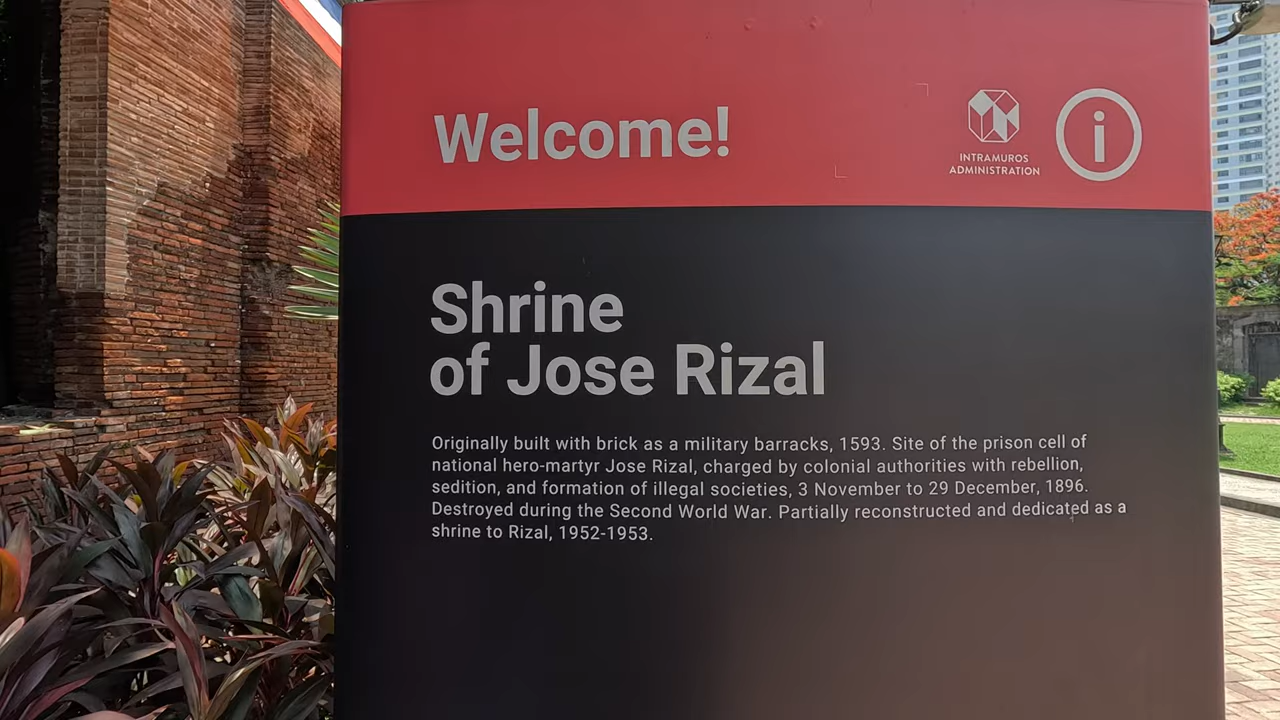 Welcome!
INTRAMUROS
ADMINISTRATION
i
Shrine
of Jose Rizal
Originally built with brick as a military barracks, 1593. Site of the prison cell of
national hero-martyr Jose Rizal, charged by colonial authorities with rebellion,
sedition, and formation of illegal societies, 3 November to 29 December, 1896.
Destroyed during the Second World War. Partially reconstructed and dedicated as a
shrine to Rizal, 1952-1953.